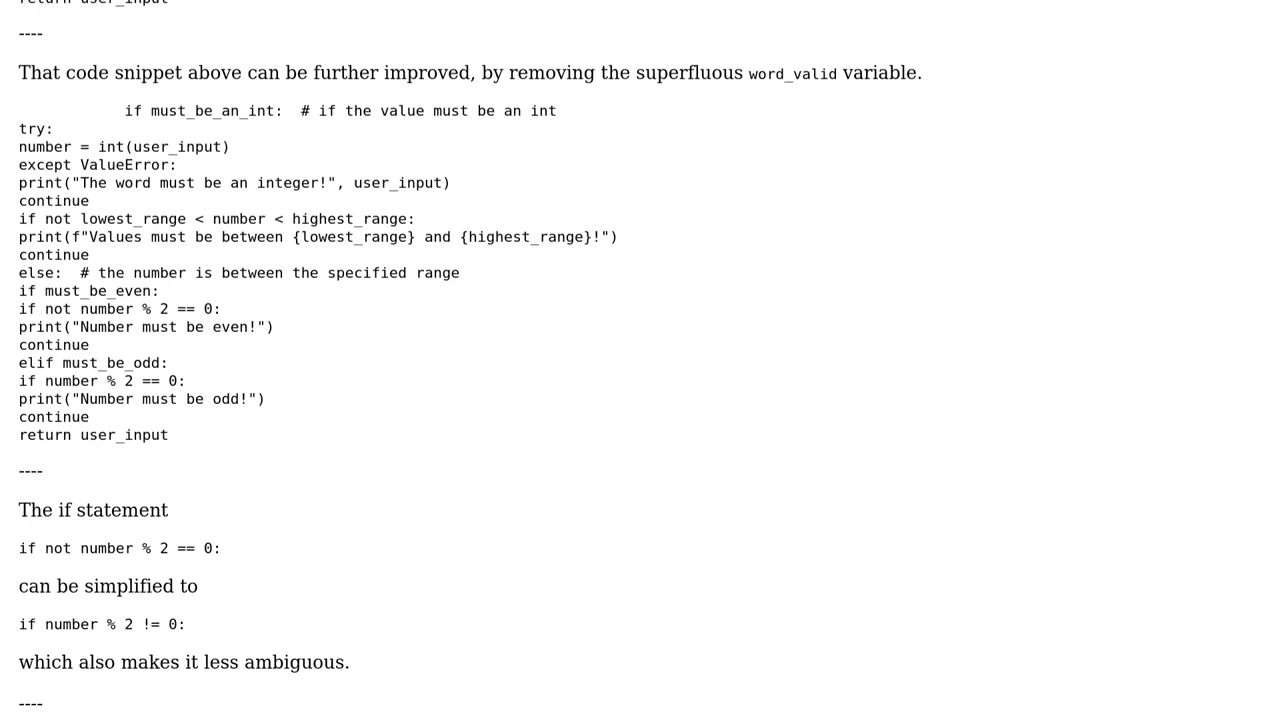 return user_input
----
That code snippet above can be further improved, by removing the superfluous word_valid variable.
if must_be_an_int:  # if the value must be an int
try:
number = int(user_input)
except ValueError:
print("The word must be an integer!", user_input)
continue
if not lowest_range < number < highest_range:
print(f"Values must be between {lowest_range} and {highest_range}!")
continue
else:  # the number is between the specified range
if must_be_even:
if not number % 2 == 0:
print("Number must be even!")
continue
elif must_be_odd:
if number % 2 == 0:
print("Number must be odd!")
continue
return user_input
----
The if statement
if not number % 2 == 0:
can be simplified to
if number % 2 != 0:
which also makes it less ambiguous.
----